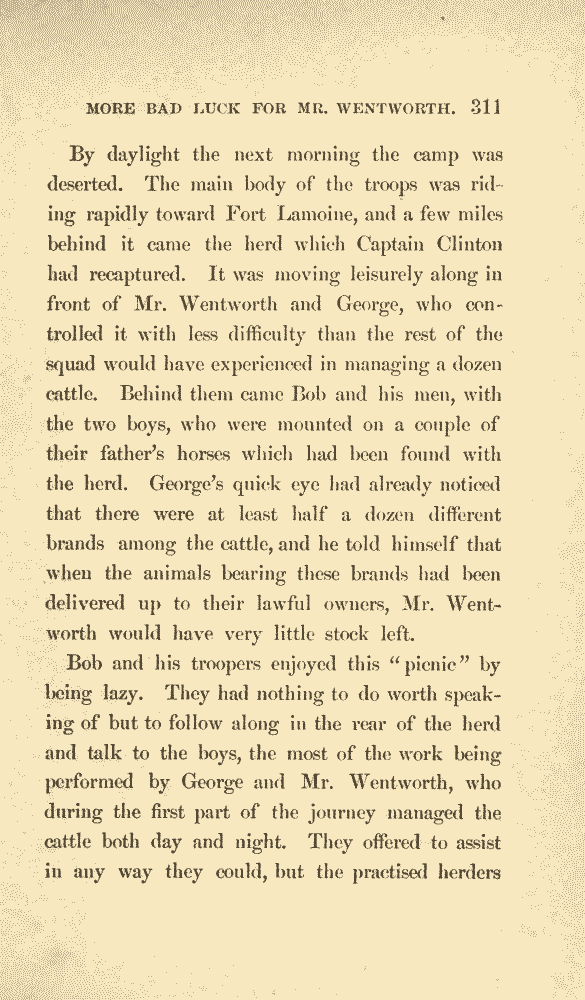 MORE BAD LUCK FOR MR. WENTWORTH. 311
By daylight the next morning the camp was
deserted. The main body of the troops was rid-
ing rapidly toward Fort Lamoine, and a few miles
behind it came the herd which Captain Clinton
had recaptured. It was moving leisurely along in
front of Mr. Wentworth and George, who con-
trolled it with less difficulty than the rest of the
squad would have experienced in managing a dozen
cattle. Behind them came Bob and his men, with
the two boys, who were mounted on a couple of
their father's horses which had been found with
the herd. George's quick eye had already noticed
that there were at least half a dozen different
brands among the cattle, and he told himself that
when the animals bearing these brands had been
delivered up to their lawful owners, Mr. Went-
worth would have very little stock left.
Bob and his troopers enjoyed this “picnic” by
being lazy. They had nothing to do worth speak-
ing of but to follow along in the rear of the herd
and talk to the boys, the most of the work being
performed by George and Mr. Wentworth, who
during the first part of the journey managed the
cattle both day and night. They offered to assist
in any way they could, but the practised herders